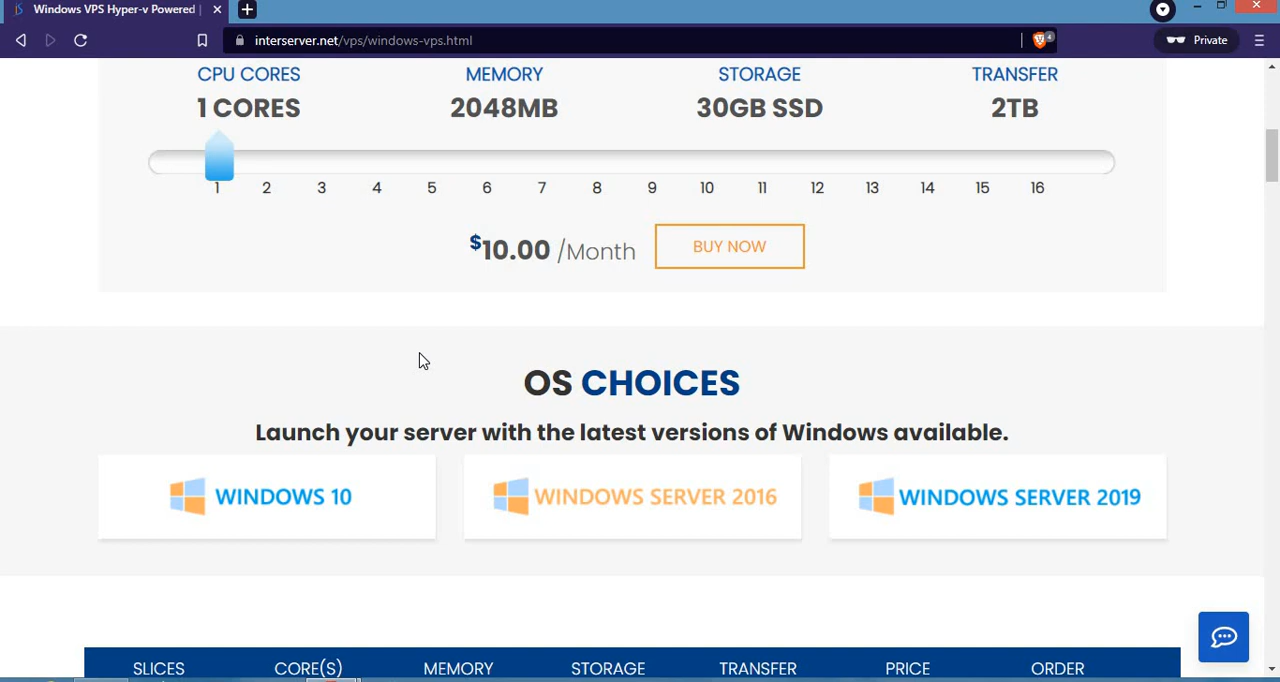 Windows VPS Hyper-v Powered
interserver.net/vps/windows-vps.html
4
Private
CPU CORES MEMORY STORAGE TRANSFER
1 CORES 2048MB 30GB SSD 2TB
1 2 3 4 5 6 7 8 9 10 11 12 13 14 15 16
$10.00 /Month BUY NOW
OS CHOICES
Launch your server with the latest versions of Windows available.
WINDOWS 10 WINDOWS SERVER 2016 WINDOWS SERVER 2019
SLICES CORE(S) MEMORY STORAGE TRANSFER PRICE ORDER